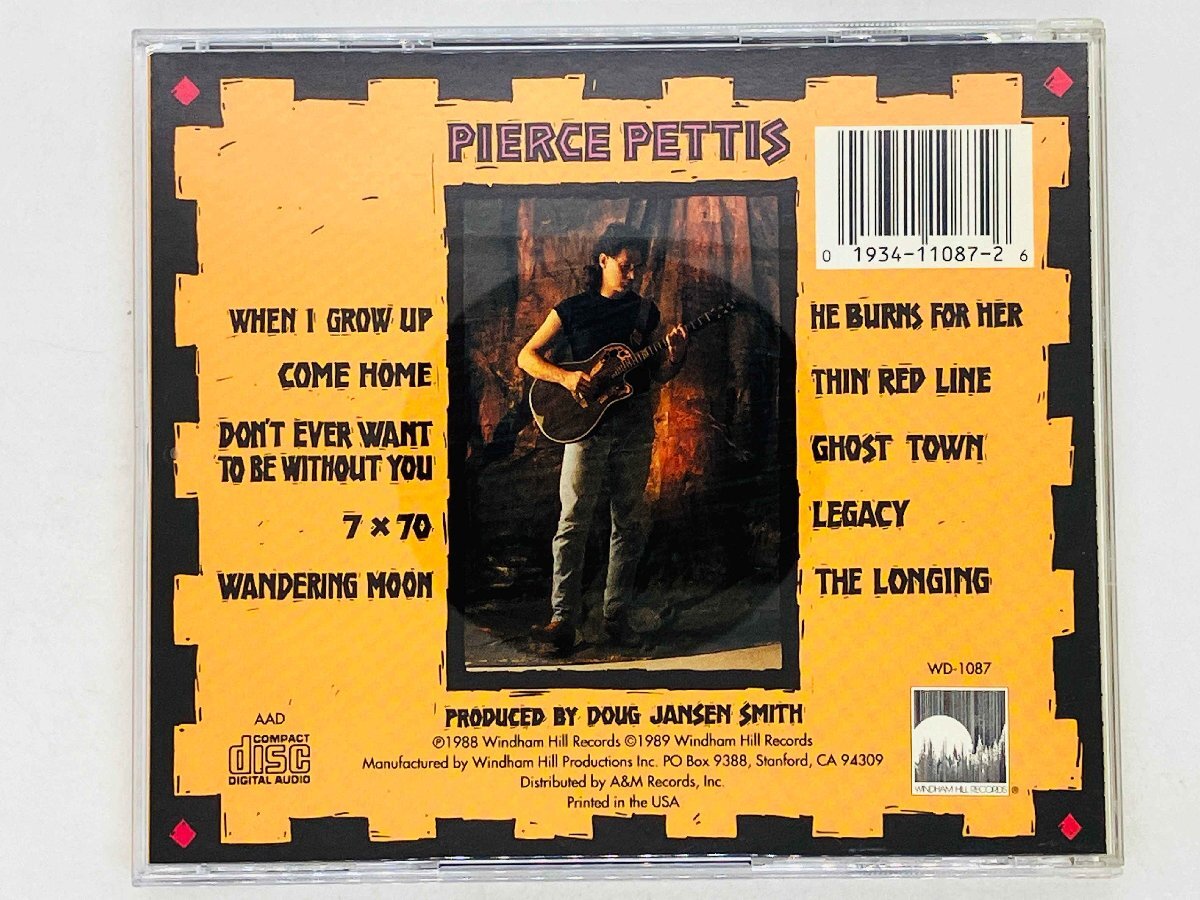 PIERCE PETTIS
0 1934-11087-2 6
WHEN I GROW UP
COME HOME
DON'T EVER WANT
TO BE WITHOUT YOU
7 × 70
WANDERING MOON
HE BURNS FOR HER
THIN RED LINE
GHOST TOWN
LEGACY
THE LONGING
WD-1087
WINDHAM HILL RECORDS ®
AAD
COMPACT
disc
DIGITAL AUDIO
PRODUCED BY DOUG JANSEN SMITH
℗1988 Windham Hill Records ©1989 Windham Hill Records
Manufactured by Windham Hill Productions Inc. PO Box 9388, Stanford, CA 94309
Distributed by A&M Records, Inc.
Printed in the USA